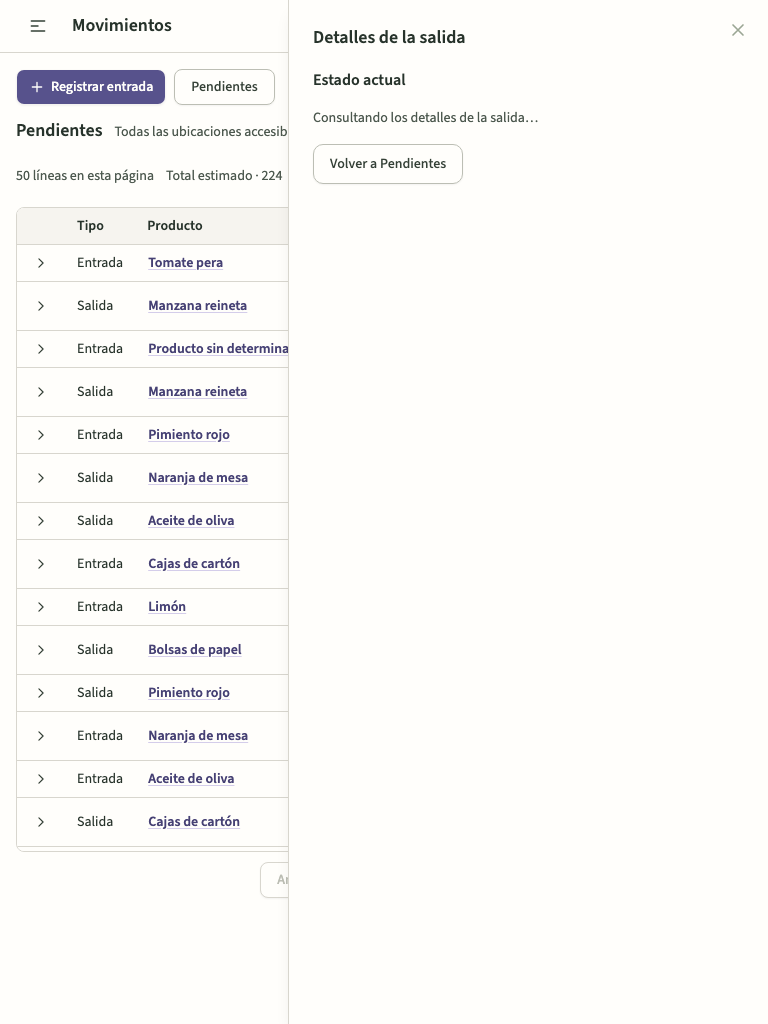 Movimientos
Registrar entrada
Pendientes
Pendientes Todas las ubicaciones
50 líneas en esta página Total estimado · 224
Tipo Producto
Entrada Tomate pera
Salida Manzana reineta
Entrada Producto sin
Salida Manzana reineta
Entrada Pimiento rojo
Salida Naranja de mesa
Salida Aceite de oliva
Entrada Cajas de cartón
Entrada Limón
Salida Bolsas de papel
Salida Pimiento rojo
Entrada Naranja de mesa
Entrada Aceite de oliva
Salida Cajas de cartón
Detalles de la salida
Estado actual
Consultando los detalles de la salida…
Volver a Pendientes